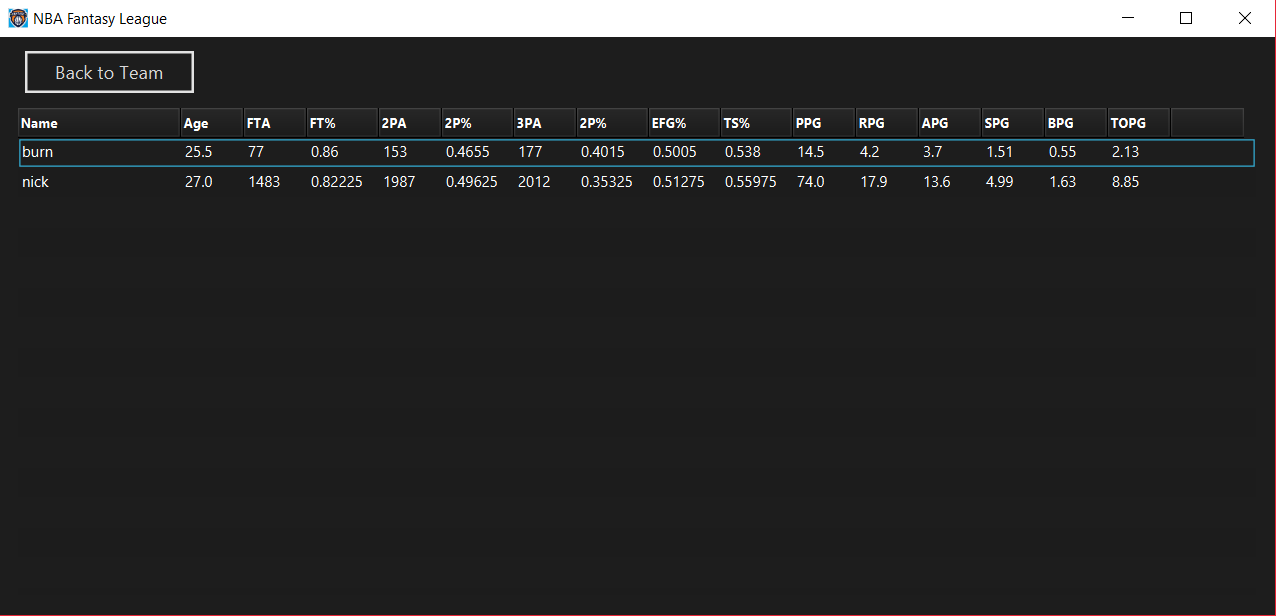 NBA Fantasy League
Back to Team
Name Age FTA FT% 2PA 2P% 3PA 2P% EFG% TS% PPG RPG APG SPG BPG TOPG
burn 25.5 77 0.86 153 0.4655 177 0.4015 0.5005 0.538 14.5 4.2 3.7 1.51 0.55 2.13
nick 27.0 1483 0.82225 1987 0.49625 2012 0.35325 0.51275 0.55975 74.0 17.9 13.6 4.99 1.63 8.85